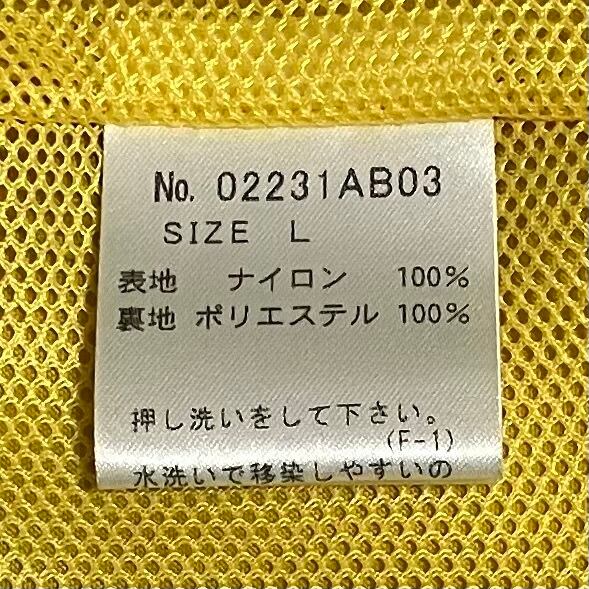 No. 02231AB03
SIZE L
表地 ナイロン 100%
裏地 ポリエステル 100%
押し洗いをして下さい。
(F-1)
水洗いで移染しやすいの